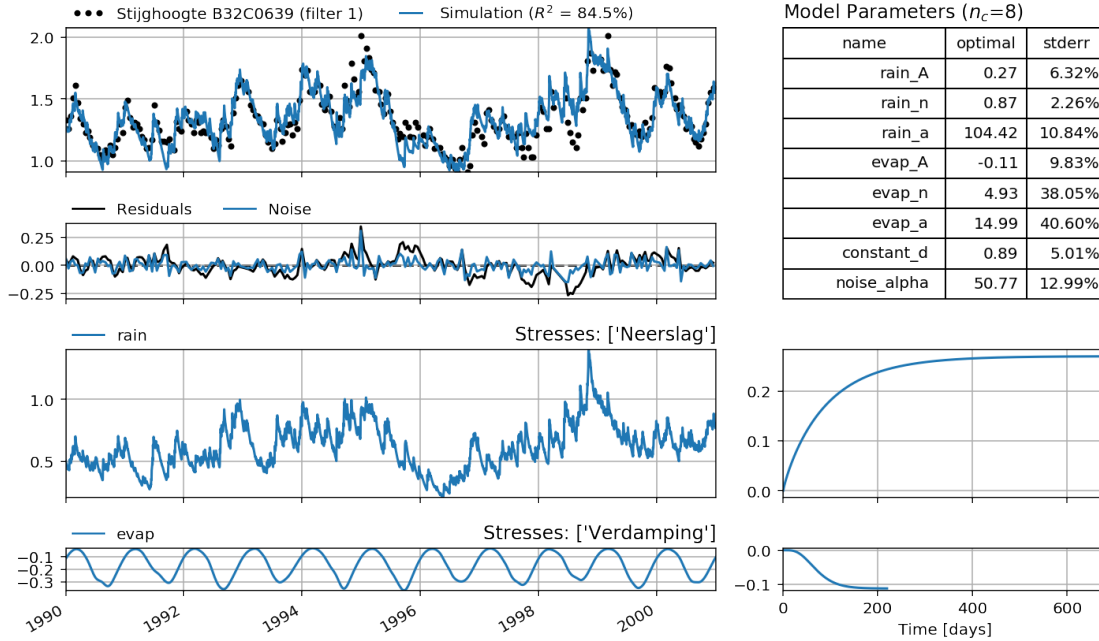 Stijghoogte B32C0639 (filter 1) Simulation (R² = 84.5%)
2.0
1.5
1.0
Residuals Noise
0.25
0.00
−0.25
rain Stresses: ['Neerslag']
1.0
0.5
evap Stresses: ['Verdamping']
−0.1
−0.2
−0.3
1990 1992 1994 1996 1998 2000
Model Parameters (n_c=8)
name optimal stderr
rain_A 0.27 6.32%
rain_n 0.87 2.26%
rain_a 104.42 10.84%
evap_A -0.11 9.83%
evap_n 4.93 38.05%
evap_a 14.99 40.60%
constant_d 0.89 5.01%
noise_alpha 50.77 12.99%
0.2
0.1
0.0
0.0
−0.1
0 200 400 600
Time [days]